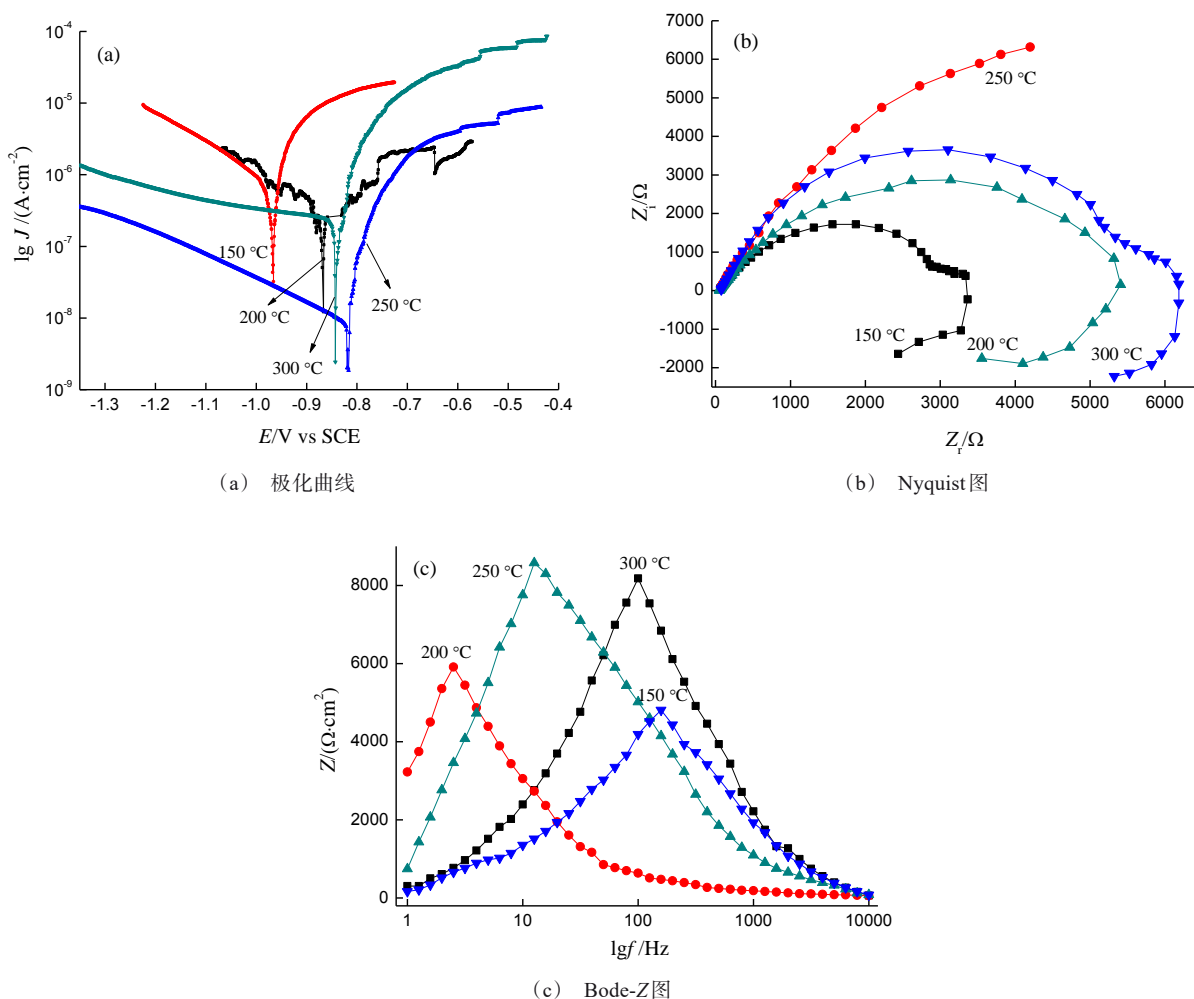 (a)
lg J /(A·cm⁻²)
10⁻⁴
10⁻⁵
10⁻⁶
10⁻⁷
10⁻⁸
10⁻⁹
150 °C
200 °C
300 °C
250 °C
-1.3 -1.2 -1.1 -1.0 -0.9 -0.8 -0.7 -0.6 -0.5 -0.4
E/V vs SCE
(a) 极化曲线
(b)
Zᵢ/Ω
7000
6000
5000
4000
3000
2000
1000
0
-1000
-2000
250 °C
150 °C
200 °C
300 °C
0 1000 2000 3000 4000 5000 6000
Zᵣ/Ω
(b) Nyquist图
(c)
Z/(Ω·cm²)
8000
6000
4000
2000
0
250 °C
300 °C
200 °C
150 °C
1 10 100 1000 10000
lgf /Hz
(c) Bode-Z图